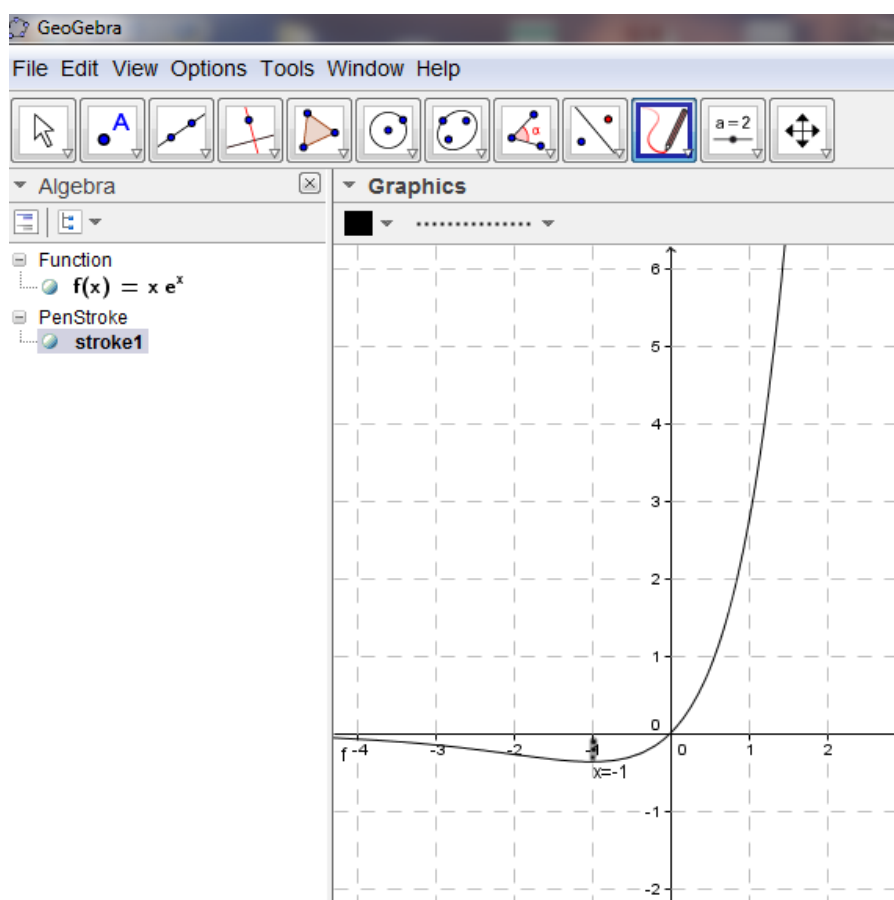 GeoGebra
File Edit View Options Tools Window Help
A
α
a=2
Algebra
Graphics
Function
f(x) = x eˣ
PenStroke
stroke1
6
5
4
3
2
1
0
f -4 -3 -2 -1 0 1 2
x=-1
-1
-2